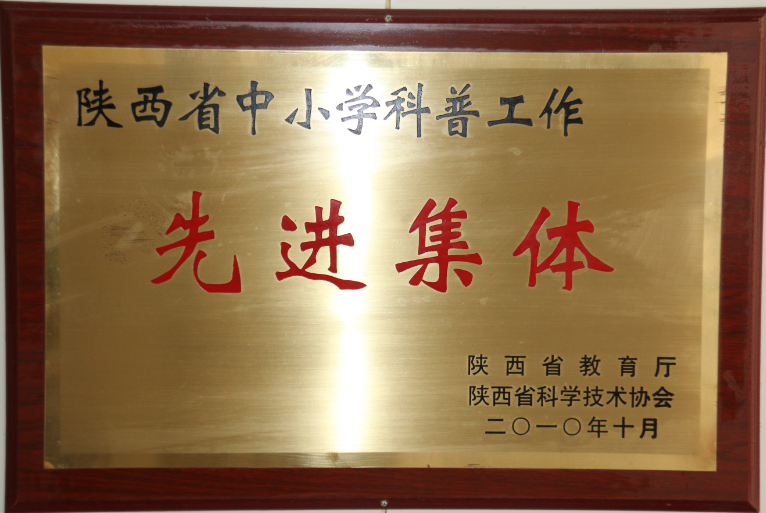 陕西省中小学科普工作
先进集体
陕西省教育厅
陕西省科学技术协会
二〇一〇年十月